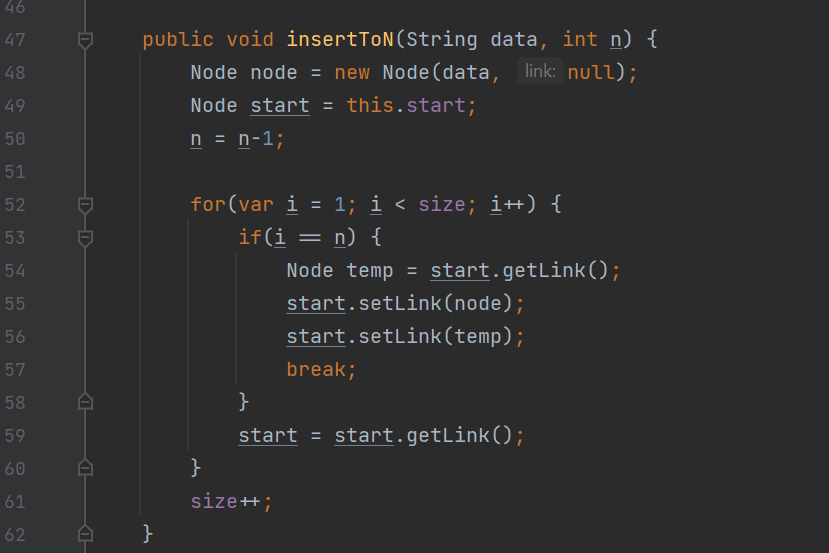 46
47 public void insertToN(String data, int n) {
48 Node node = new Node(data, link: null);
49 Node start = this.start;
50 n = n-1;
51
52 for(var i = 1; i < size; i++) {
53 if(i == n) {
54 Node temp = start.getLink();
55 start.setLink(node);
56 start.setLink(temp);
57 break;
58 }
59 start = start.getLink();
60 }
61 size++;
62 }